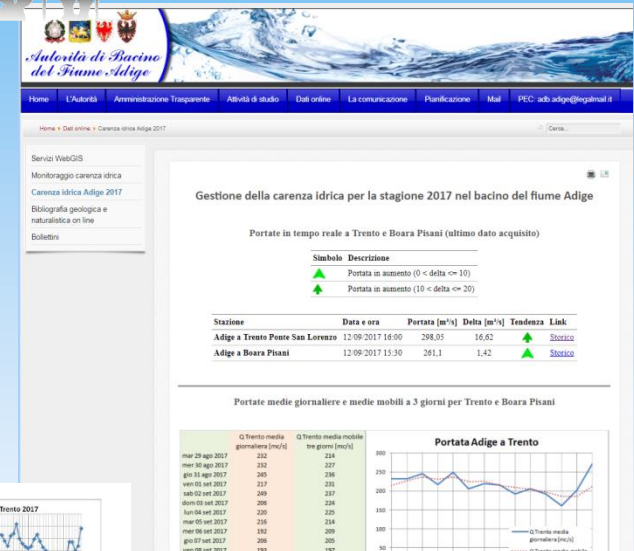 Autorità di Bacino
del Fiume Adige
Home L'Autorità Amministrazione Trasparente Attività di studio Dati online La comunicazione Pianificazione Mail PEC: adb.adige@legalmail.it
Home Dati online Carenza idrica Adige 2017
Cerca...
Servizi WebGIS
Monitoraggio carenza idrica
Carenza idrica Adige 2017
Bibliografia geologica e
naturalistica on line
Bollettini
Gestione della carenza idrica per la stagione 2017 nel bacino del fiume Adige
Portate in tempo reale a Trento e Boara Pisani (ultimo dato acquisito)
Simbolo Descrizione
Portata in aumento (0 < delta <= 10)
Portata in aumento (10 < delta <= 20)
Stazione Data e ora Portata [m³/s] Delta [m³/s] Tendenza Link
Adige a Trento Ponte San Lorenzo 12/09/2017 16:00 298,05 16,62 Storico
Adige a Boara Pisani 12/09/2017 15:30 261,1 1,42 Storico
Portate medie giornaliere e medie mobili a 3 giorni per Trento e Boara Pisani
Q Trento media Q Trento media mobile
giornaliera [mc/s] tre giorni [mc/s]
mar 29 ago 2017 232 214
mer 30 ago 2017 232 227
gio 31 ago 2017 245 236
ven 01 set 2017 217 231
sab 02 set 2017 249 237
dom 03 set 2017 206 224
lun 04 set 2017 220 225
mar 05 set 2017 216 214
mer 06 set 2017 192 209
gio 07 set 2017 206 205
ven 08 set 2017 193 197
Portata Adige a Trento
300
250
200
150
100
50
Q Trento media
giornaliera [mc/s]
Q Trento media mobile
Trento 2017